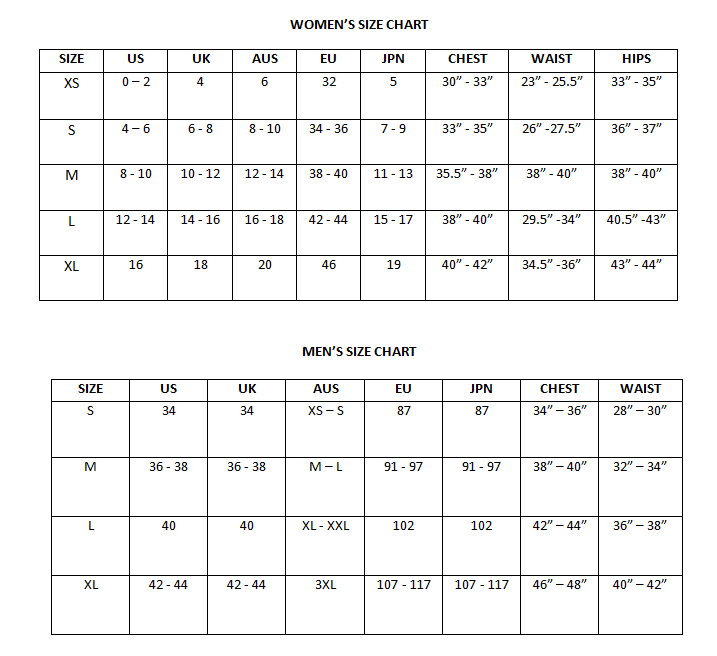 WOMEN’S SIZE CHART
SIZE US UK AUS EU JPN CHEST WAIST HIPS
XS 0 – 2 4 6 32 5 30” - 33” 23” - 25.5” 33” - 35”
S 4 – 6 6 - 8 8 - 10 34 - 36 7 - 9 33” - 35” 26” -27.5” 36” - 37”
M 8 - 10 10 - 12 12 - 14 38 - 40 11 - 13 35.5” - 38” 38” - 40” 38” - 40”
L 12 - 14 14 - 16 16 - 18 42 - 44 15 - 17 38” - 40” 29.5” -34” 40.5” -43”
XL 16 18 20 46 19 40” - 42” 34.5” -36” 43” - 44”
MEN’S SIZE CHART
SIZE US UK AUS EU JPN CHEST WAIST
S 34 34 XS – S 87 87 34” – 36” 28” – 30”
M 36 - 38 36 - 38 M – L 91 - 97 91 - 97 38” – 40” 32” – 34”
L 40 40 XL - XXL 102 102 42” – 44” 36” – 38”
XL 42 - 44 42 - 44 3XL 107 - 117 107 - 117 46” – 48” 40” – 42”